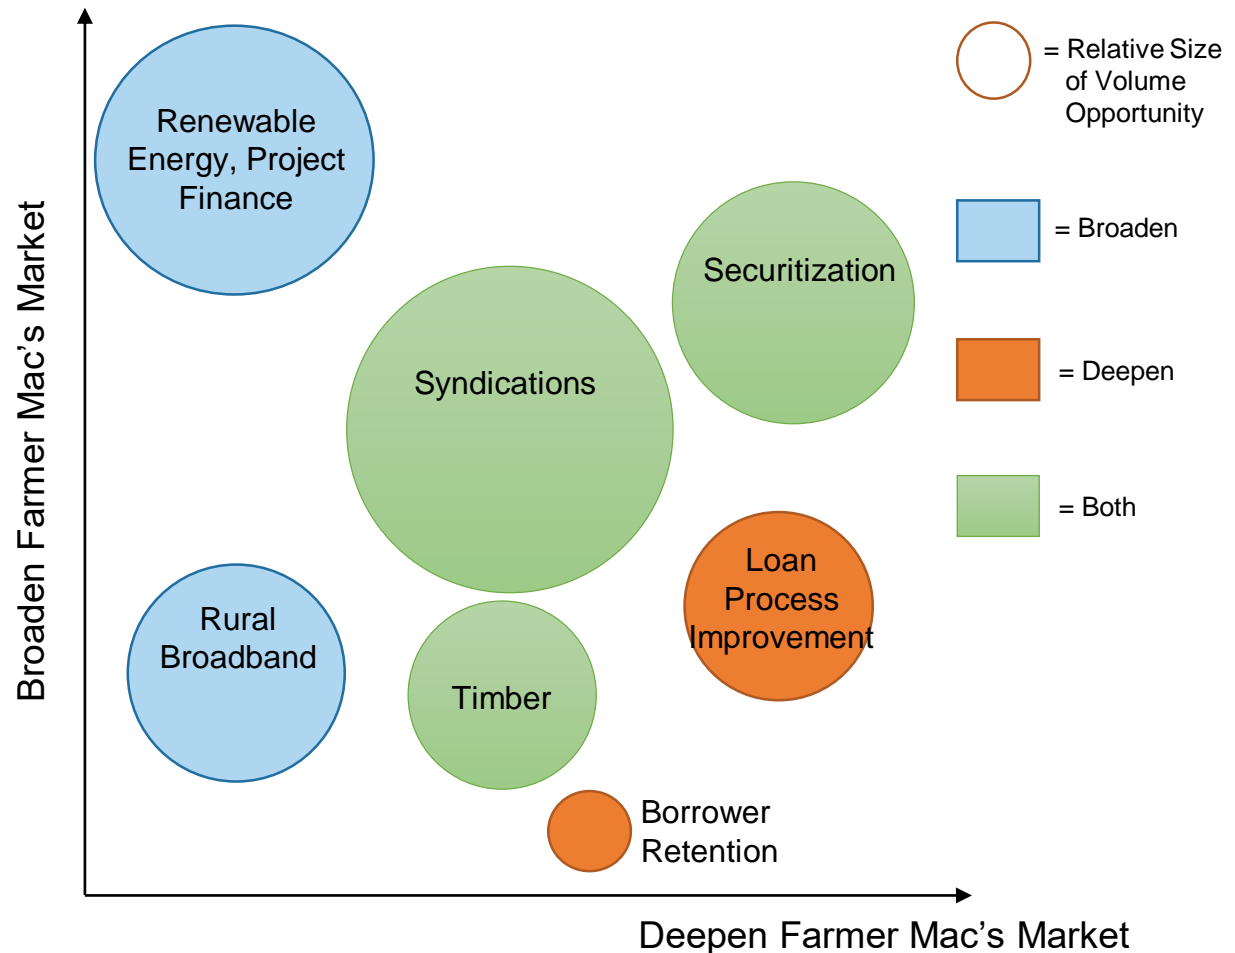 Renewable
Energy, Project
Finance
= Relative Size
of Volume
Opportunity
Securitization
= Broaden
Syndications
= Deepen
= Both
Loan
Process
Improvement
Rural
Broadband
Timber
Borrower
Retention
Broaden Farmer Mac’s Market
Deepen Farmer Mac’s Market